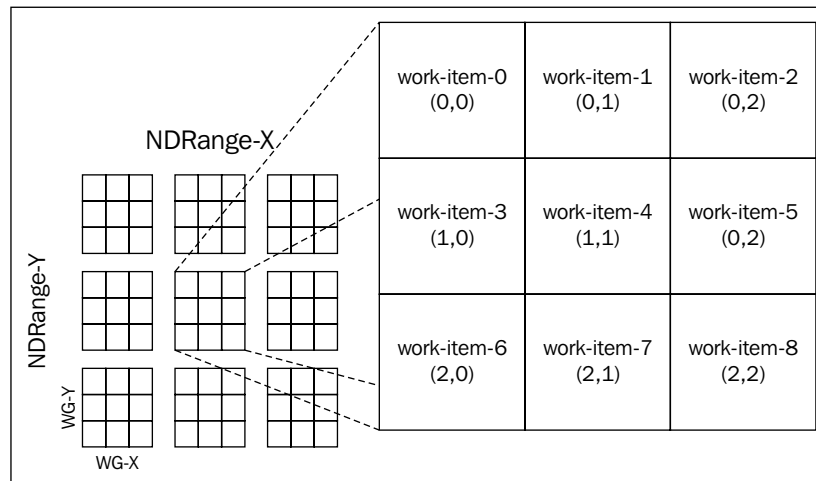 NDRange-X
NDRange-Y
WG-Y
WG-X
work-item-0
(0,0)
work-item-1
(0,1)
work-item-2
(0,2)
work-item-3
(1,0)
work-item-4
(1,1)
work-item-5
(0,2)
work-item-6
(2,0)
work-item-7
(2,1)
work-item-8
(2,2)